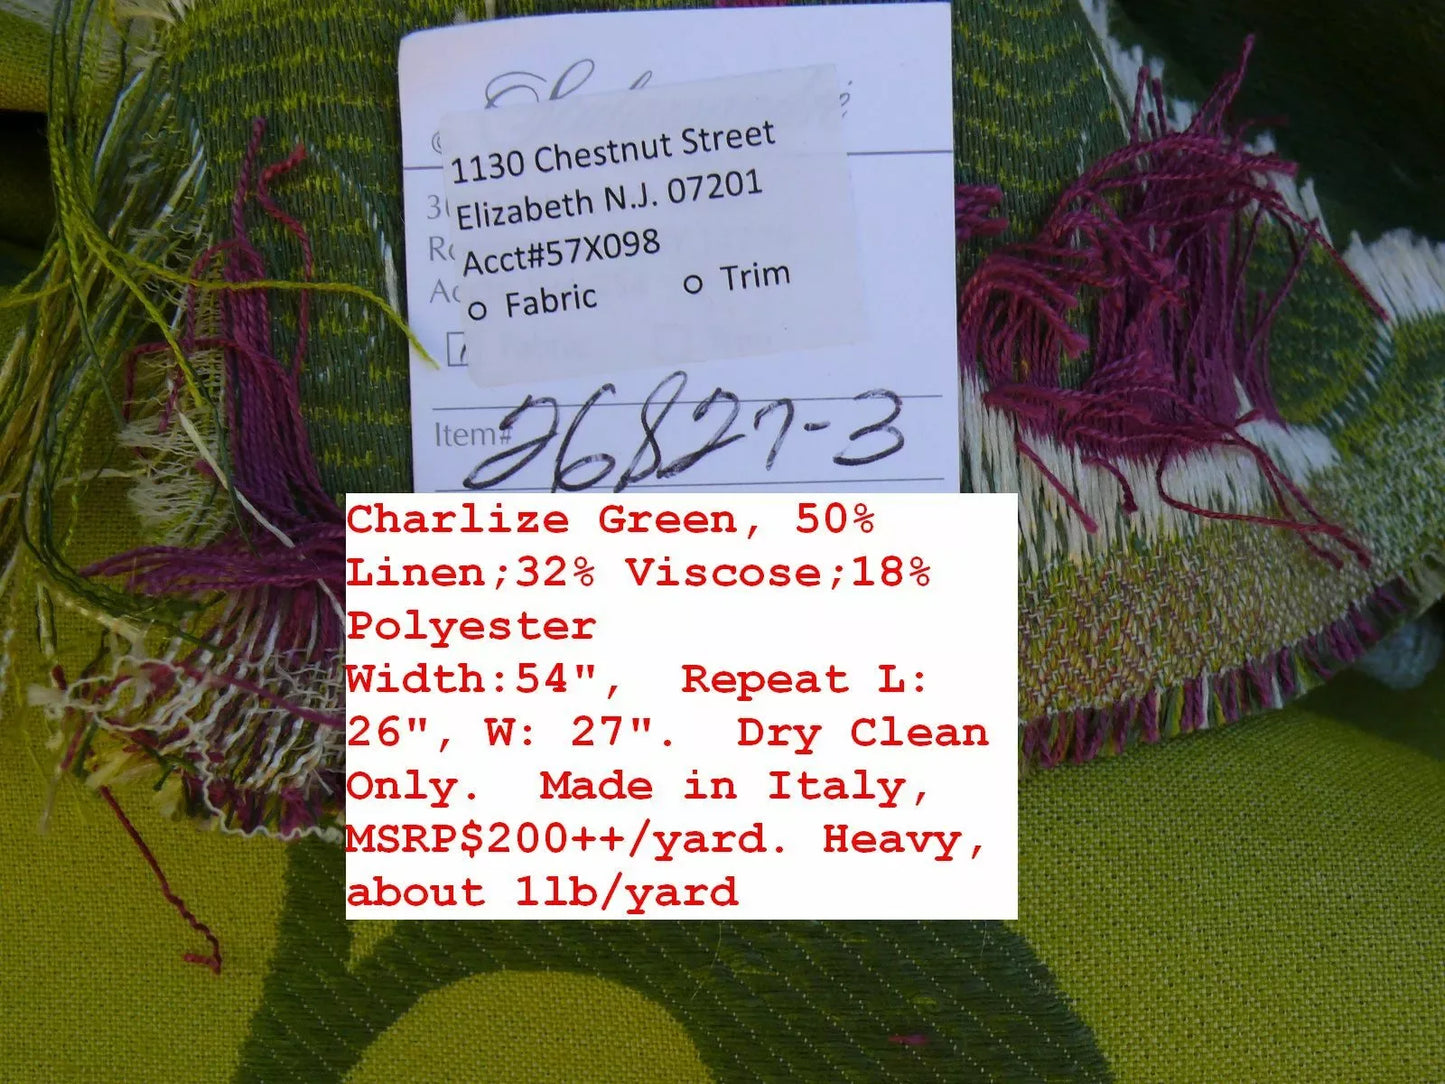 1130 Chestnut Street
Elizabeth N.J. 07201
Acct#57X098
o Fabric o Trim
Item# 26827-3
Charlize Green, 50%
Linen;32% Viscose;18%
Polyester
Width:54", Repeat L:
26", W: 27". Dry Clean
Only. Made in Italy,
MSRP$200++/yard. Heavy,
about 1lb/yard